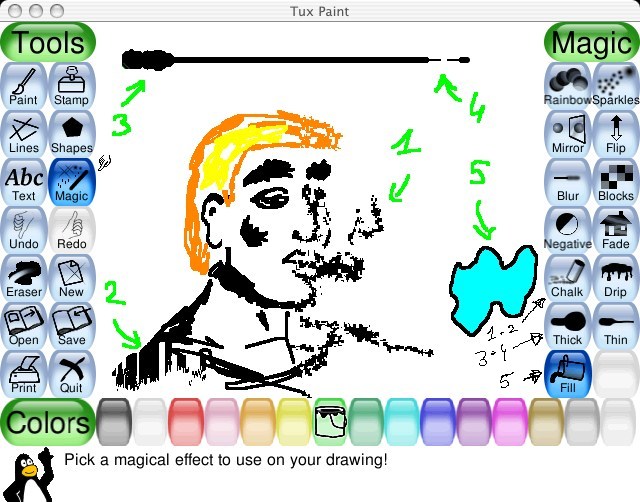 Tux Paint
Tools
Magic
Paint
Stamp
Rainbow
Sparkles
3
4
Lines
Shapes
1
Mirror
Flip
Abc
Text
Magic
5
Blur
Blocks
Undo
Redo
Negative
Fade
Eraser
New
2
Chalk
Drip
Open
Save
1 - 2
3 - 4
Thick
Thin
Print
Quit
5
Fill
Colors
Pick a magical effect to use on your drawing!